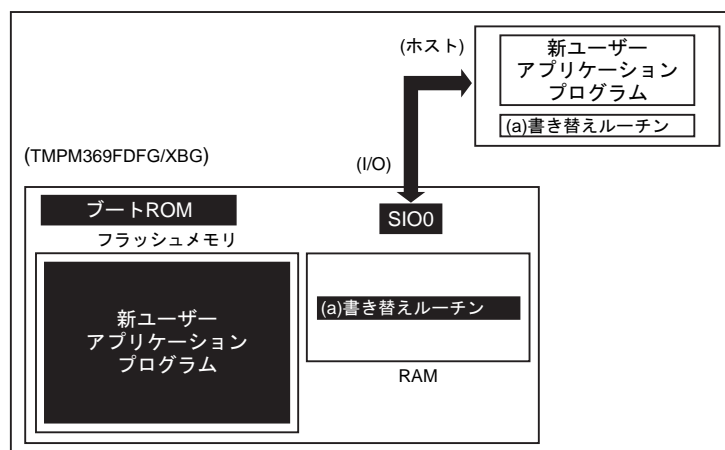 (ホスト)
新ユーザー
アプリケーション
プログラム
(a)書き替えルーチン
(TMPM369FDFG/XBG)
(I/O)
ブートROM
SIO0
フラッシュメモリ
新ユーザー
アプリケーション
プログラム
(a)書き替えルーチン
RAM